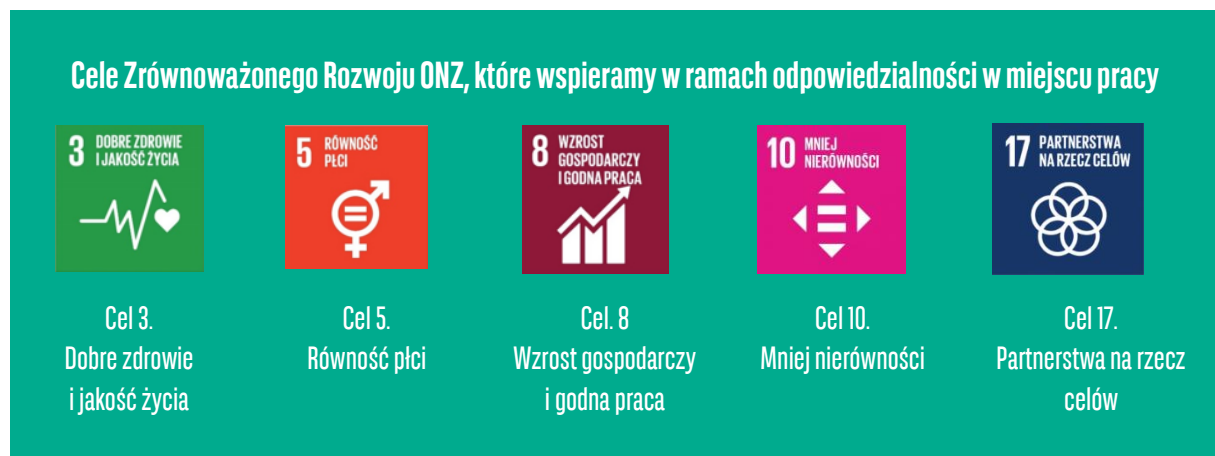 Cele Zrównoważonego Rozwoju ONZ, które wspieramy w ramach odpowiedzialności w miejscu pracy
3 DOBRE ZDROWIE
I JAKOŚĆ ŻYCIA
5 RÓWNOŚĆ
PŁCI
8 WZROST
GOSPODARCZY
I GODNA PRACA
10 MNIEJ
NIERÓWNOŚCI
17 PARTNERSTWA
NA RZECZ CELÓW
Cel 3.
Dobre zdrowie
i jakość życia
Cel 5.
Równość płci
Cel. 8
Wzrost gospodarczy
i godna praca
Cel 10.
Mniej nierówności
Cel 17.
Partnerstwa na rzecz
celów